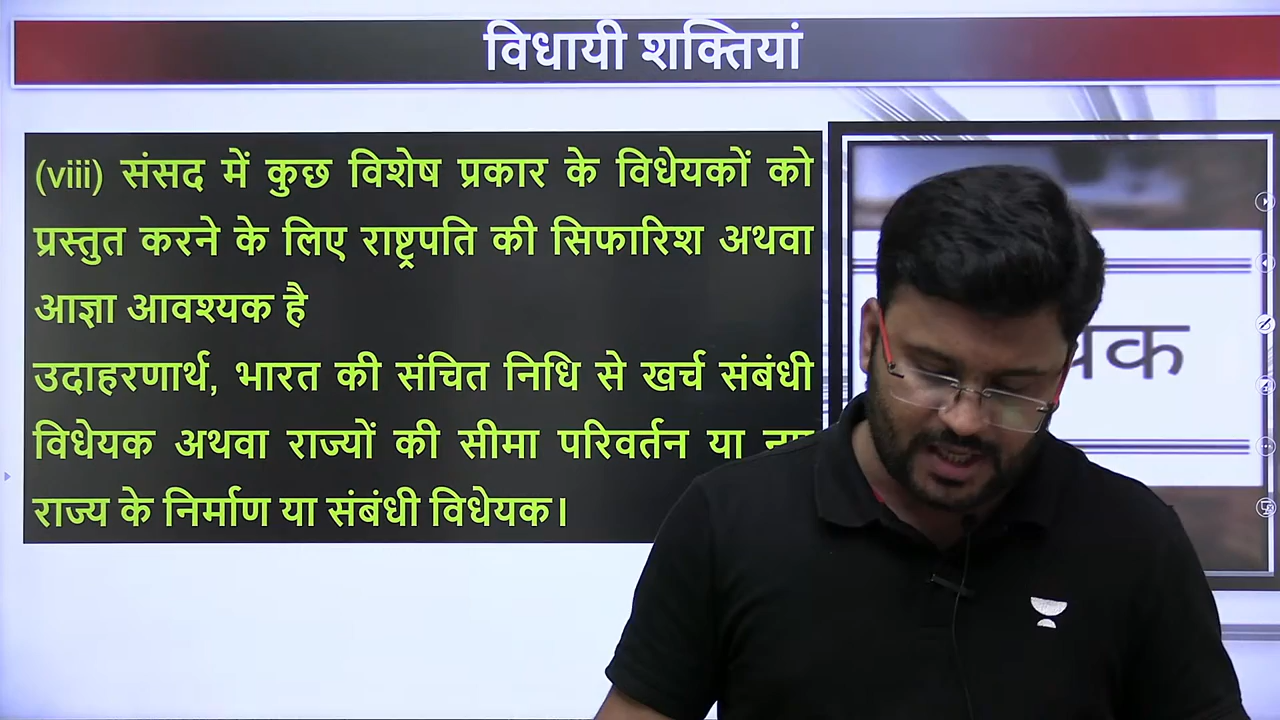 विधायी शक्तियां
(viii) संसद में कुछ विशेष प्रकार के विधेयकों को
प्रस्तुत करने के लिए राष्ट्रपति की सिफारिश अथवा
आज्ञा आवश्यक है
उदाहरणार्थ, भारत की संचित निधि से खर्च संबंधी
विधेयक अथवा राज्यों की सीमा परिवर्तन या
राज्य के निर्माण या संबंधी विधेयक।